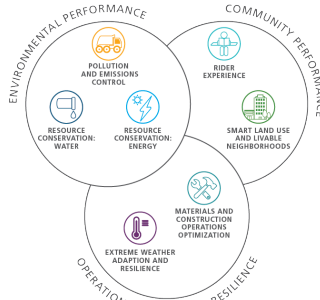 ENVIRONMENTAL PERFORMANCE
COMMUNITY PERFORMANCE
POLLUTION
AND EMISSIONS
CONTROL
RIDER
EXPERIENCE
RESOURCE
CONSERVATION:
WATER
RESOURCE
CONSERVATION:
ENERGY
SMART LAND USE
AND LIVABLE
NEIGHBORHOODS
MATERIALS AND
CONSTRUCTION
OPERATIONS
OPTIMIZATION
EXTREME WEATHER
ADAPTION AND
RESILIENCE
RESILIENCE